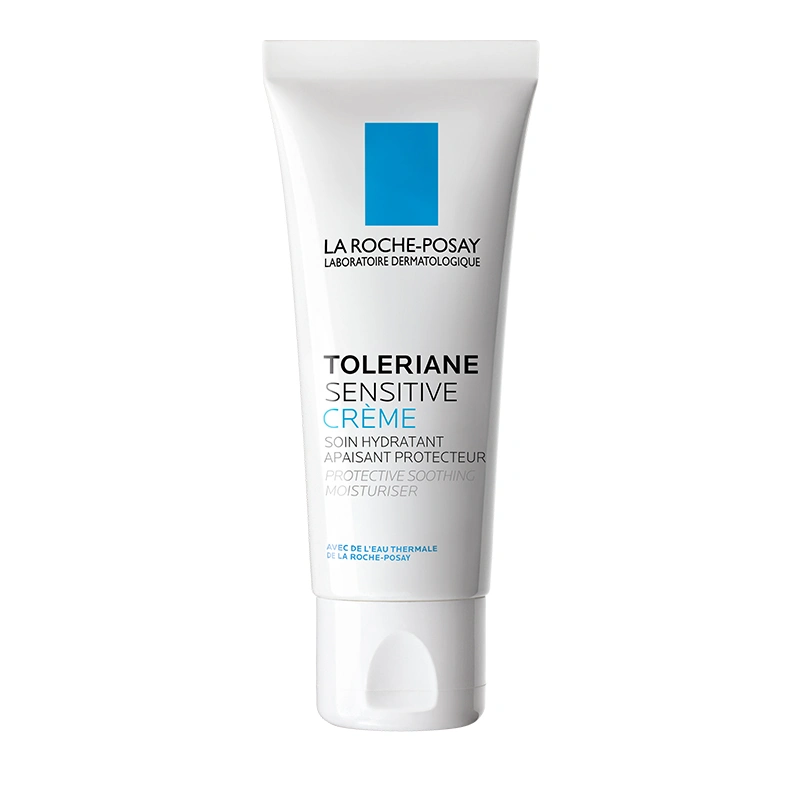 LA ROCHE-POSAY
LABORATOIRE DERMATOLOGIQUE
TOLERIANE
SENSITIVE
CRÈME
SOIN HYDRATANT
APAISANT PROTECTEUR
PROTECTIVE SOOTHING
MOISTURISER
AVEC DE L'EAU THERMALE
DE LA ROCHE-POSAY